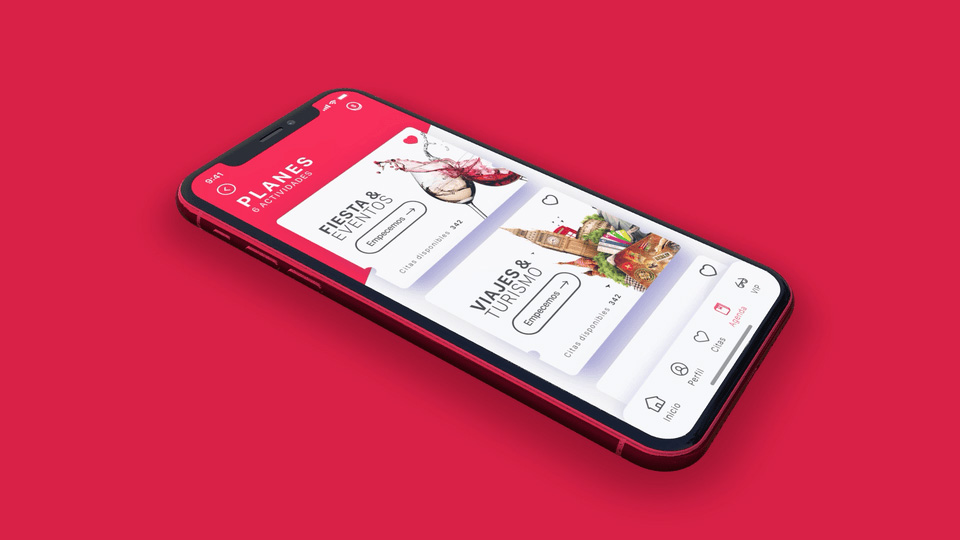 9:41
PLANES
6 ACTIVIDADES
FIESTA &
EVENTOS
Empecemos →
Citas disponibles 342
VIAJES &
TURISMO
Empecemos →
Citas disponibles 342
Inicio
Perfil
Citas
Agenda
VIP